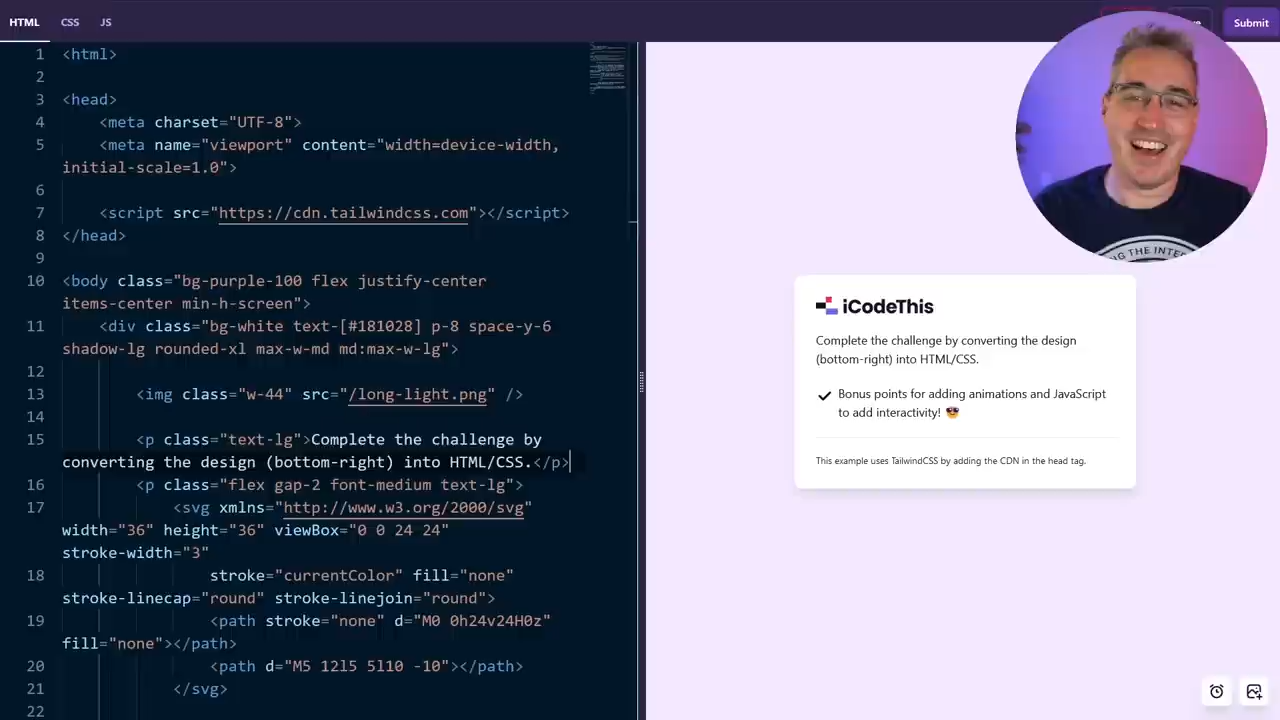 HTML
CSS
JS
Submit
1 <html>
2
3 <head>
4 <meta charset="UTF-8">
5 <meta name="viewport" content="width=device-width,
initial-scale=1.0">
6
7 <script src="https://cdn.tailwindcss.com"></script>
8 </head>
9
10 <body class="bg-purple-100 flex justify-center
items-center min-h-screen">
11 <div class="bg-white text-[#181028] p-8 space-y-6
shadow-lg rounded-xl max-w-md md:max-w-lg">
12
13 <img class="w-44" src="/long-light.png" />
14
15 <p class="text-lg">Complete the challenge by
converting the design (bottom-right) into HTML/CSS.</p>
16 <p class="flex gap-2 font-medium text-lg">
17 <svg xmlns="http://www.w3.org/2000/svg"
width="36" height="36" viewBox="0 0 24 24"
stroke-width="3"
18 stroke="currentColor" fill="none"
stroke-linecap="round" stroke-linejoin="round">
19 <path stroke="none" d="M0 0h24v24H0z"
fill="none"></path>
20 <path d="M5 12l5 5l10 -10"></path>
21 </svg>
22
iCodeThis
Complete the challenge by converting the design
(bottom-right) into HTML/CSS.
Bonus points for adding animations and JavaScript
to add interactivity! 😎
This example uses TailwindCSS by adding the CDN in the head tag.
ING THE INTER